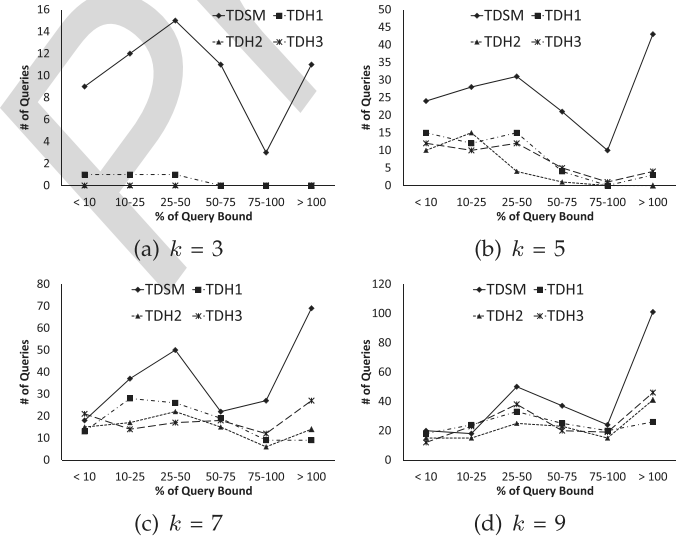 16
14
12
10
8
6
4
2
0
# of Queries
TDSM TDH1
TDH2 TDH3
< 10 10-25 25-50 50-75 75-100 > 100
% of Query Bound
(a) k = 3
50
45
40
35
30
25
20
15
10
5
0
# of Queries
TDSM TDH1
TDH2 TDH3
< 10 10-25 25-50 50-75 75-100 > 100
% of Query Bound
(b) k = 5
80
70
60
50
40
30
20
10
0
# of Queries
TDSM TDH1
TDH2 TDH3
< 10 10-25 25-50 50-75 75-100 > 100
% of Query Bound
(c) k = 7
120
100
80
60
40
20
0
# of Queries
TDSM TDH1
TDH2 TDH3
< 10 10-25 25-50 50-75 75-100 > 100
% of Query Bound
(d) k = 9